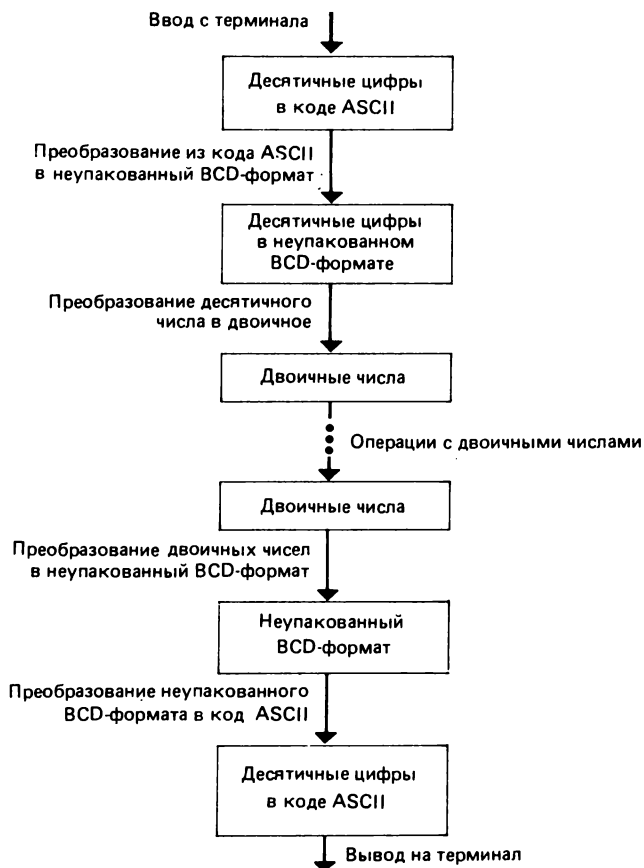 Ввод с терминала
Десятичные цифры
в коде ASCII
Преобразование из кода ASCII
в неупакованный BCD-формат
Десятичные цифры
в неупакованном
BCD-формате
Преобразование десятичного
числа в двоичное
Двоичные числа
Операции с двоичными числами
Двоичные числа
Преобразование двоичных чисел
в неупакованный BCD-формат
Неупакованный
BCD-формат
Преобразование неупакованного
BCD-формата в код ASCII
Десятичные цифры
в коде ASCII
Вывод на терминал